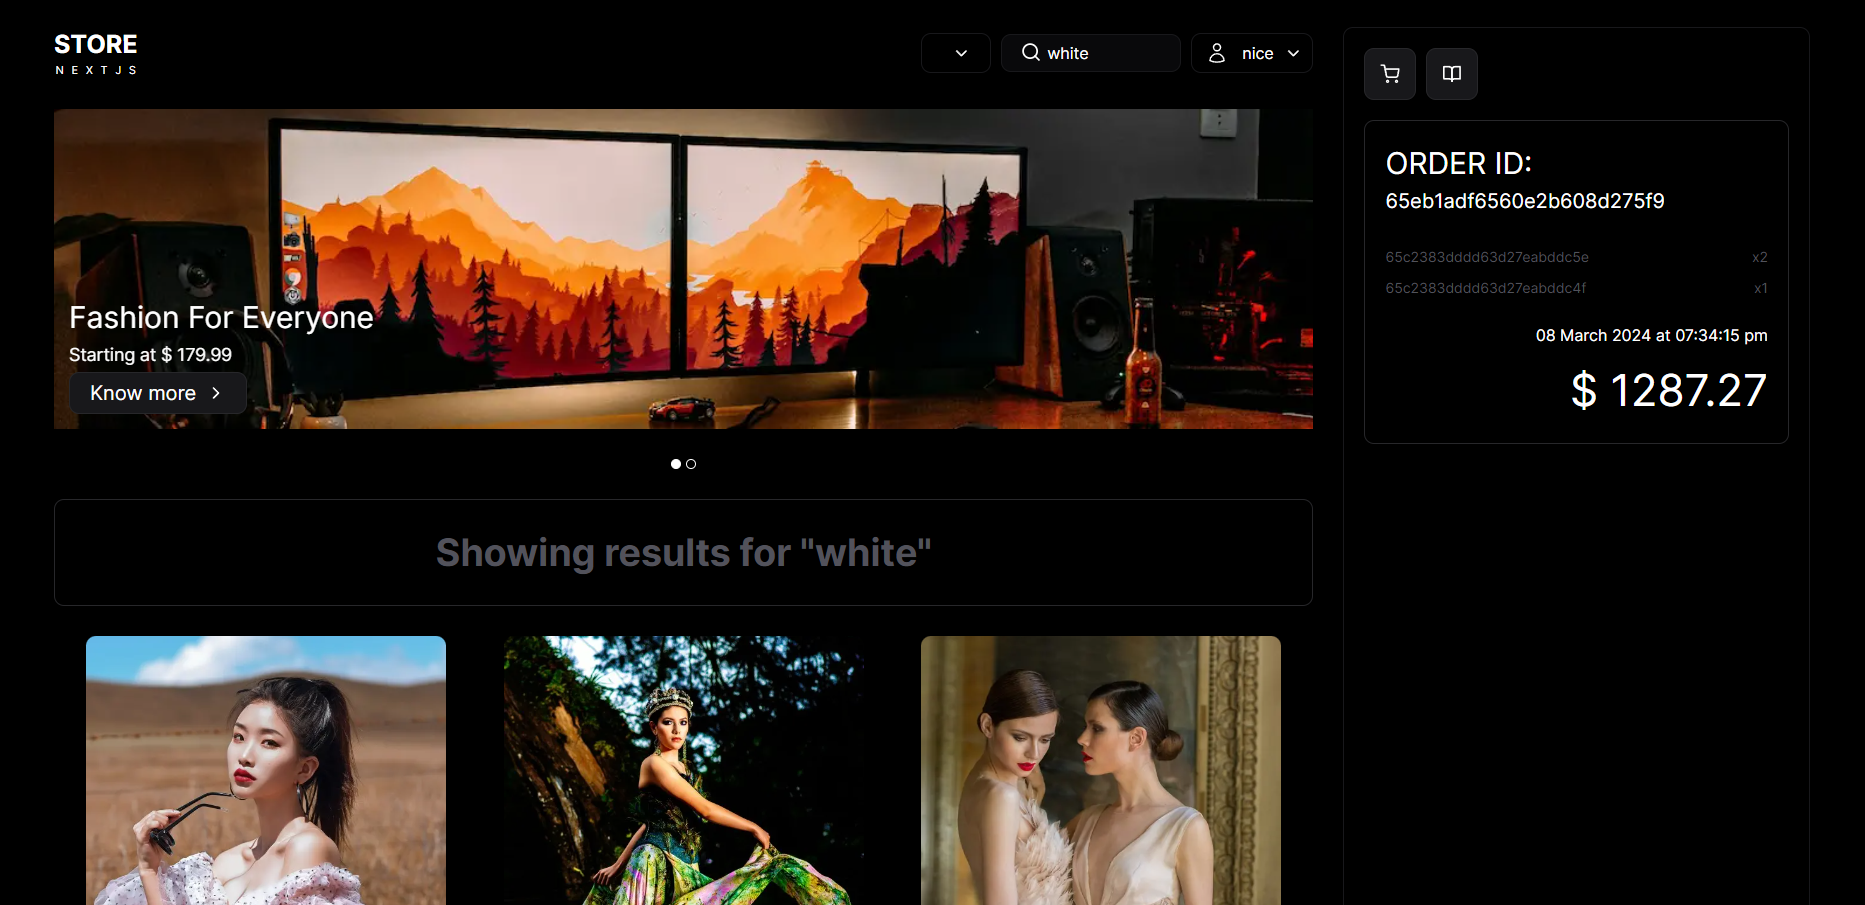 STORE
NEXTJS
white
nice
Fashion For Everyone
Starting at $ 179.99
Know more
Showing results for "white"
ORDER ID:
65eb1adf6560e2b608d275f9
65c2383dddd63d27eabddc5e x2
65c2383dddd63d27eabddc4f x1
08 March 2024 at 07:34:15 pm
$ 1287.27